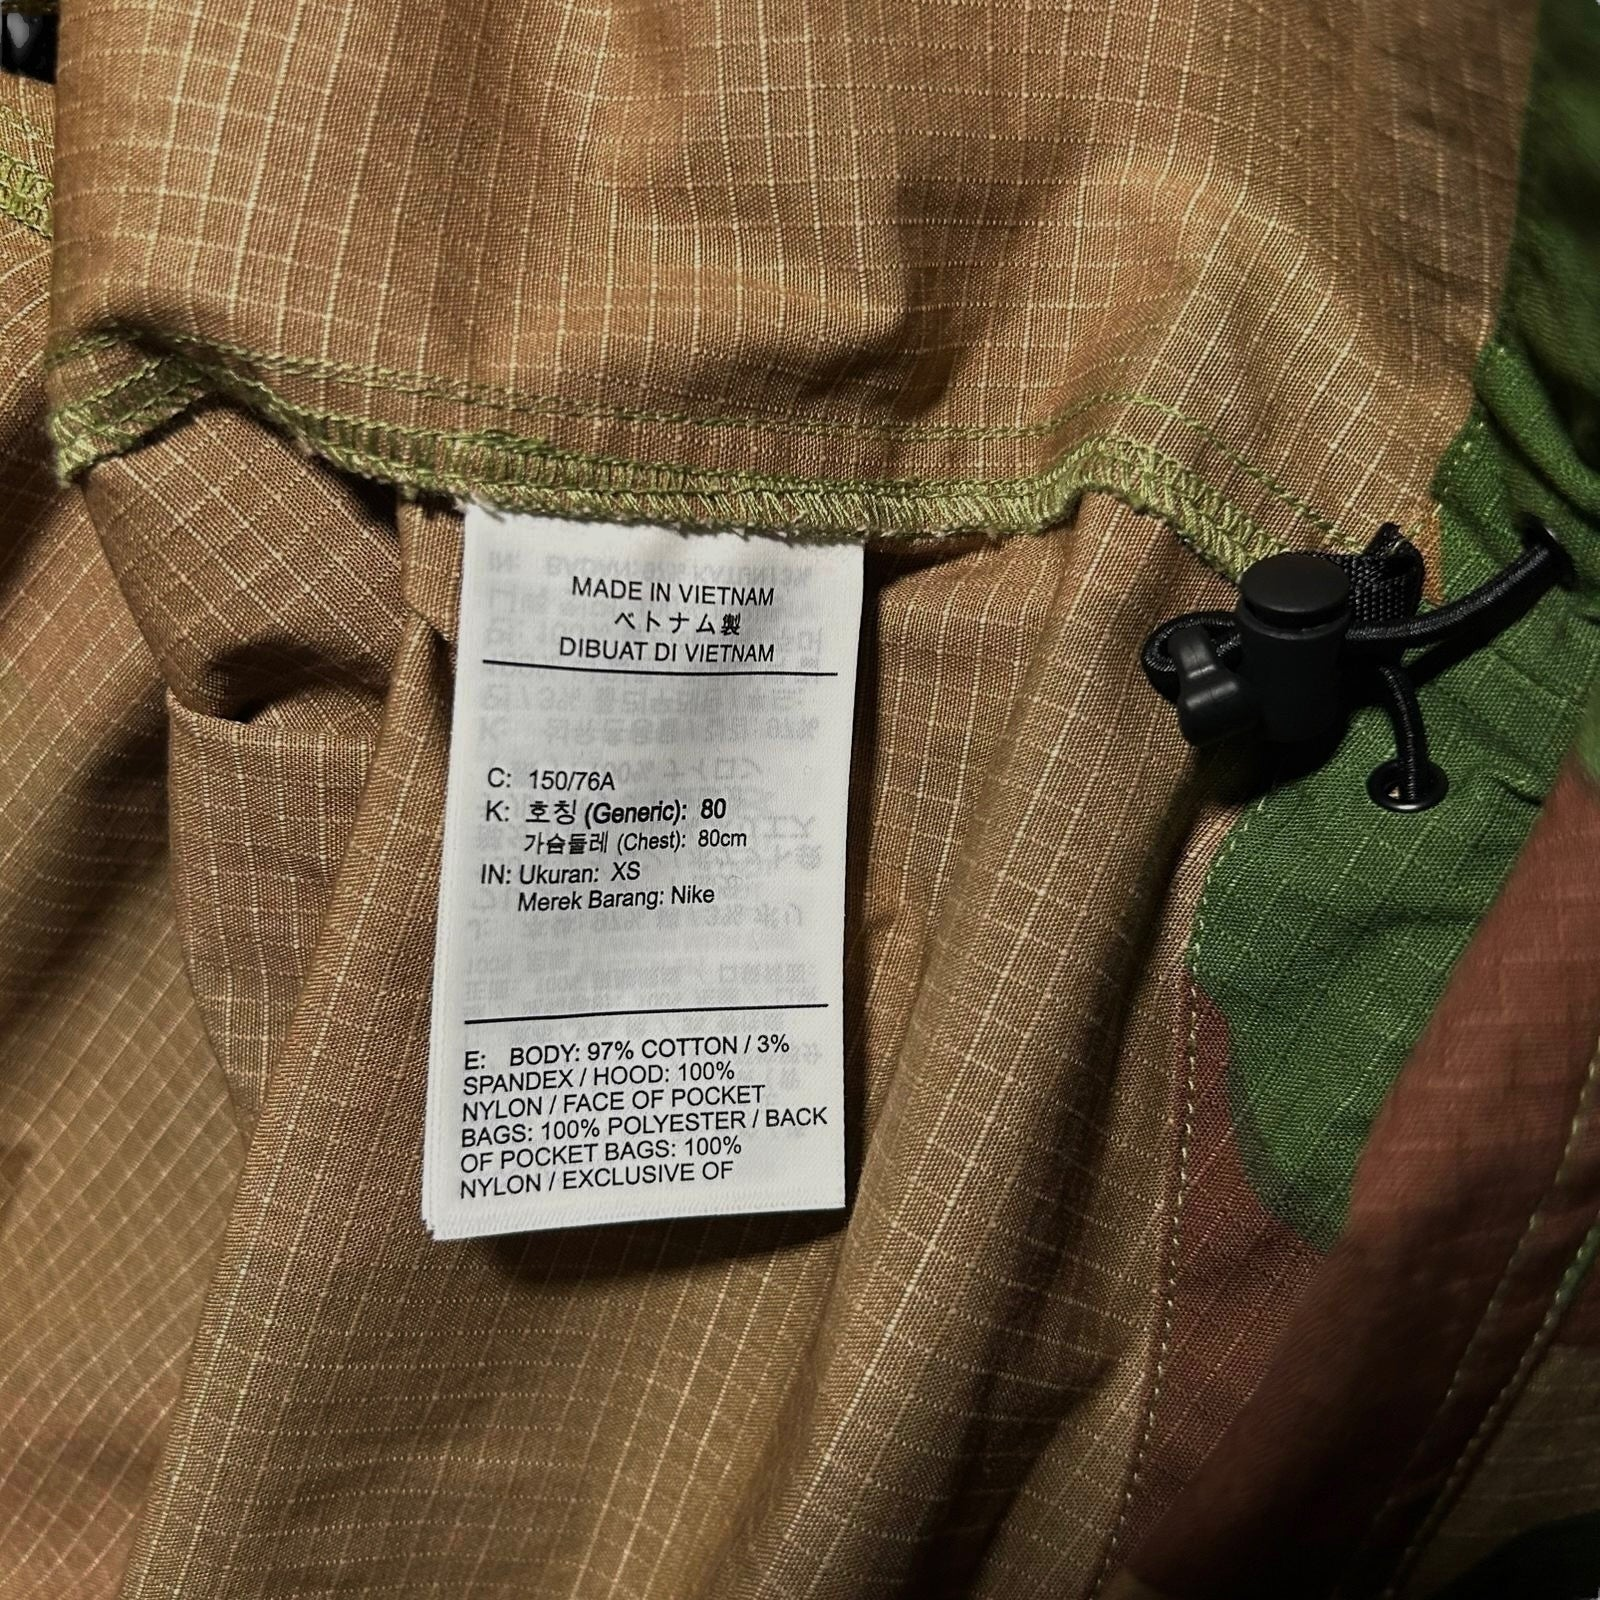 MADE IN VIETNAM
ベトナム製
DIBUAT DI VIETNAM
C: 150/76A
K: 호칭 (Generic): 80
가슴둘레 (Chest): 80cm
IN: Ukuran: XS
Merek Barang: Nike
E: BODY: 97% COTTON / 3%
SPANDEX / HOOD: 100%
NYLON / FACE OF POCKET
BAGS: 100% POLYESTER / BACK
OF POCKET BAGS: 100%
NYLON / EXCLUSIVE OF